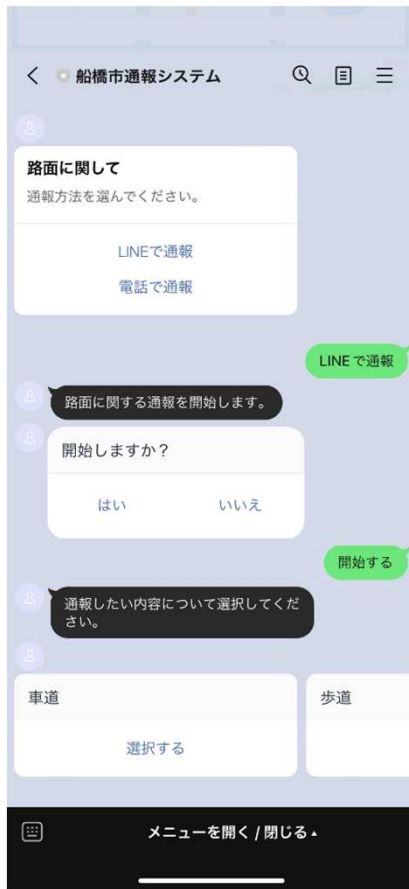 船橋市通報システム
路面に関して
通報方法を選んでください。
LINEで通報
電話で通報
LINEで通報
路面に関する通報を開始します。
開始しますか？
はい いいえ
開始する
通報したい内容について選択してくだ
さい。
車道 歩道
選択する
メニューを開く / 閉じる▲